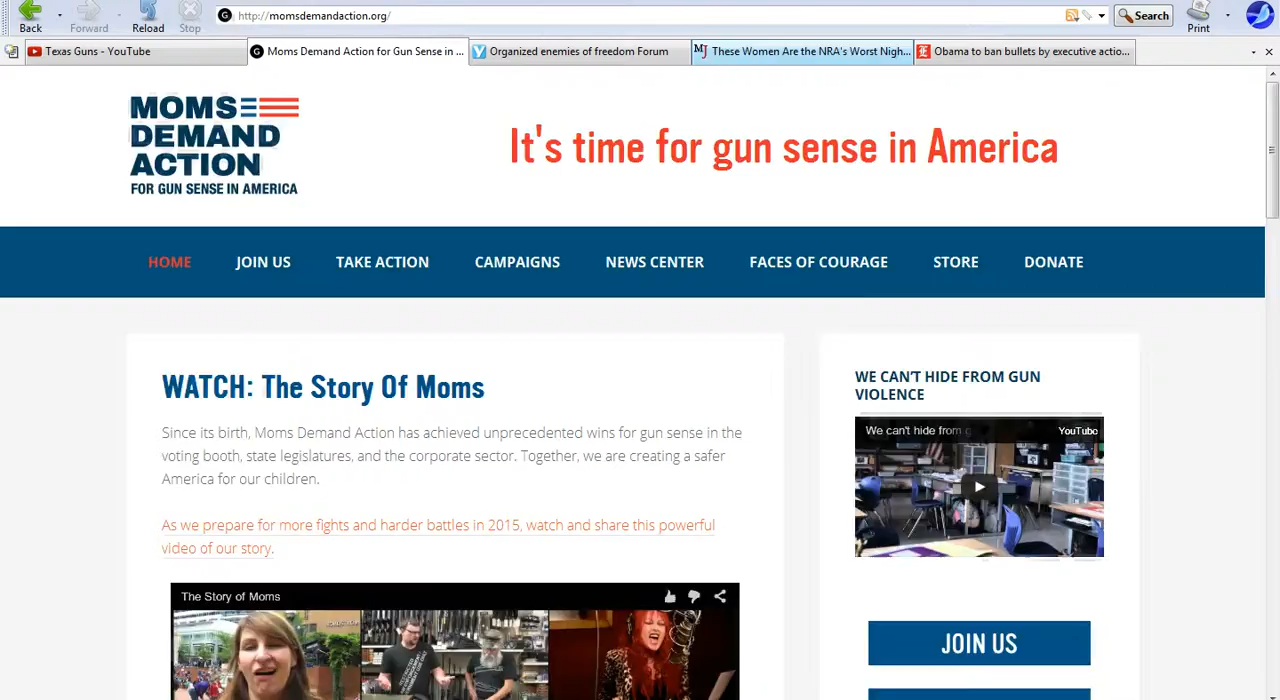 http://momsdemandaction.org/
Search
Back
Forward
Reload
Stop
Print
Texas Guns - YouTube
Moms Demand Action for Gun Sense in ...
Organized enemies of freedom Forum
These Women Are the NRA's Worst Nigh...
Obama to ban bullets by executive actio...
MOMS
DEMAND
ACTION
FOR GUN SENSE IN AMERICA
It's time for gun sense in America
HOME
JOIN US
TAKE ACTION
CAMPAIGNS
NEWS CENTER
FACES OF COURAGE
STORE
DONATE
WATCH: The Story Of Moms
Since its birth, Moms Demand Action has achieved unprecedented wins for gun sense in the
voting booth, state legislatures, and the corporate sector. Together, we are creating a safer
America for our children.
As we prepare for more fights and harder battles in 2015, watch and share this powerful
video of our story.
The Story of Moms
WE CAN'T HIDE FROM GUN
VIOLENCE
We can't hide from g
YouTube
JOIN US